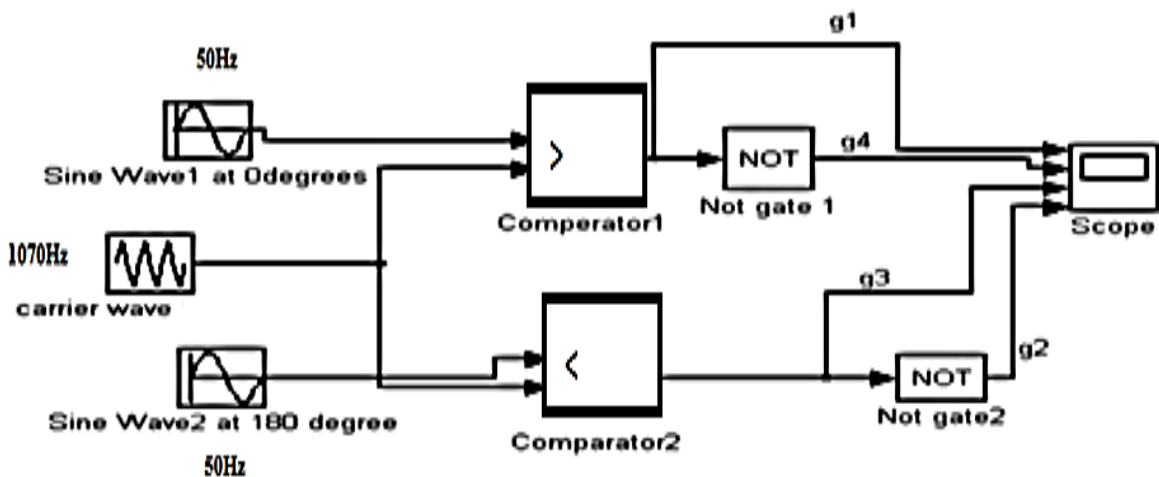 g1
50Hz
>
NOT
g4
Sine Wave1 at 0degrees
Not gate 1
Comperator1
Scope
1070Hz
g3
carrier wave
<
NOT
g2
Sine Wave2 at 180 degree
Not gate2
Comparator2
50Hz